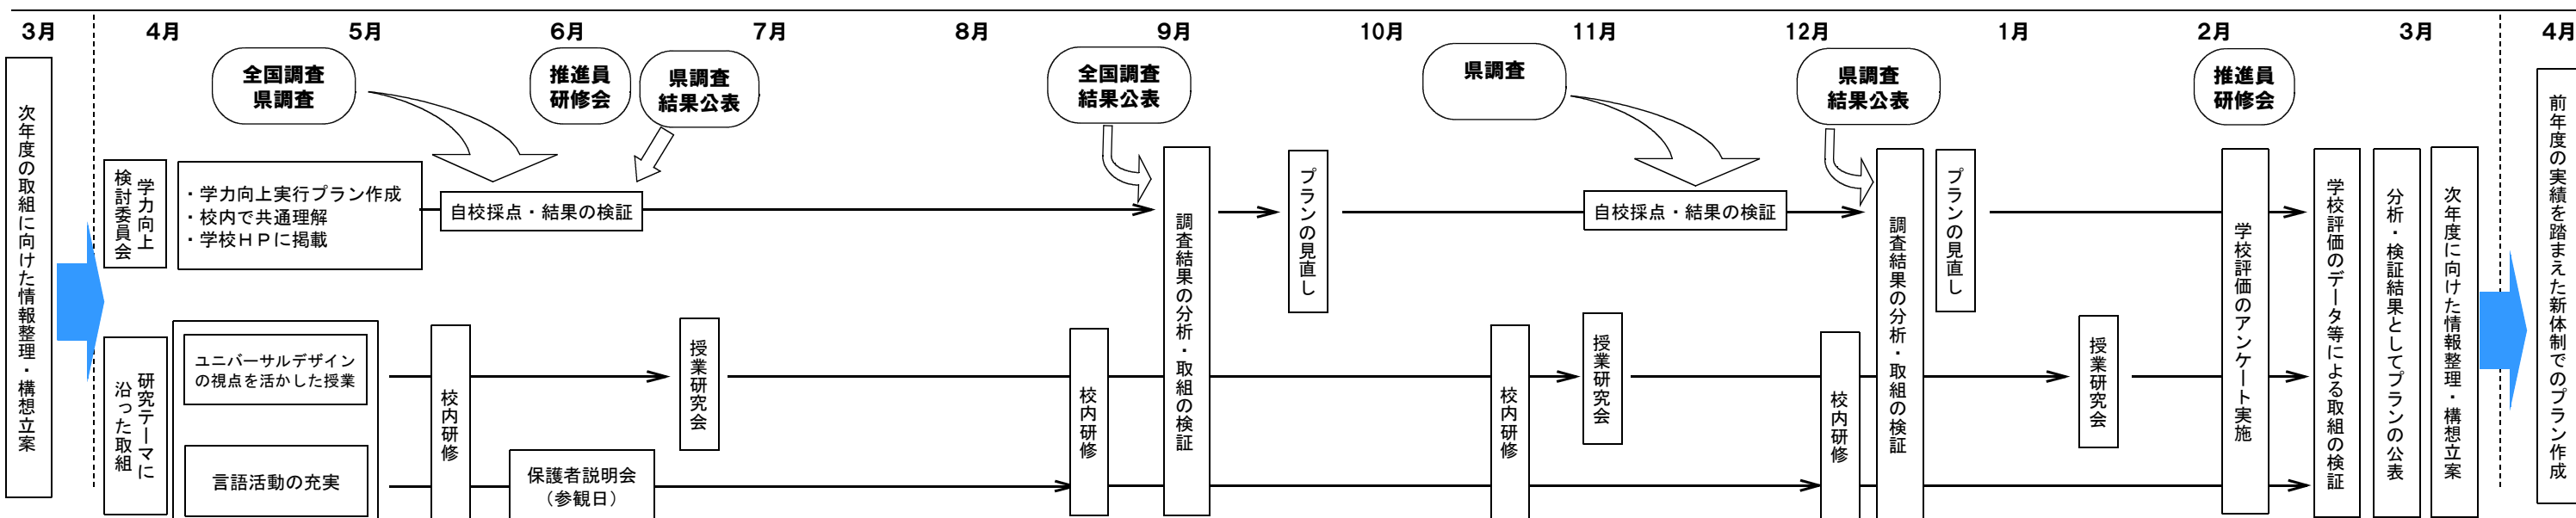 3月
4月
5月
6月
7月
8月
9月
10月
11月
12月
1月
2月
3月
4月
全国調査
県調査
推進員
研修会
県調査
結果公表
全国調査
結果公表
県調査
県調査
結果公表
推進員
研修会
次年度の取組に向けた情報整理・構想立案
学力向上
検討委員会
・学力向上実行プラン作成
・校内で共通理解
・学校ＨＰに掲載
自校採点・結果の検証
調査結果の分析・取組の検証
プランの見直し
自校採点・結果の検証
調査結果の分析・取組の検証
プランの見直し
学校評価のアンケート実施
学校評価のデータ等による取組の検証
分析・検証結果としてプランの公表
次年度に向けた情報整理・構想立案
前年度の実績を踏まえた新体制でのプラン作成
研究テーマに
沿った取組
ユニバーサルデザイン
の視点を活かした授業
言語活動の充実
校内研修
保護者説明会
（参観日）
授業研究会
校内研修
校内研修
授業研究会
校内研修
授業研究会